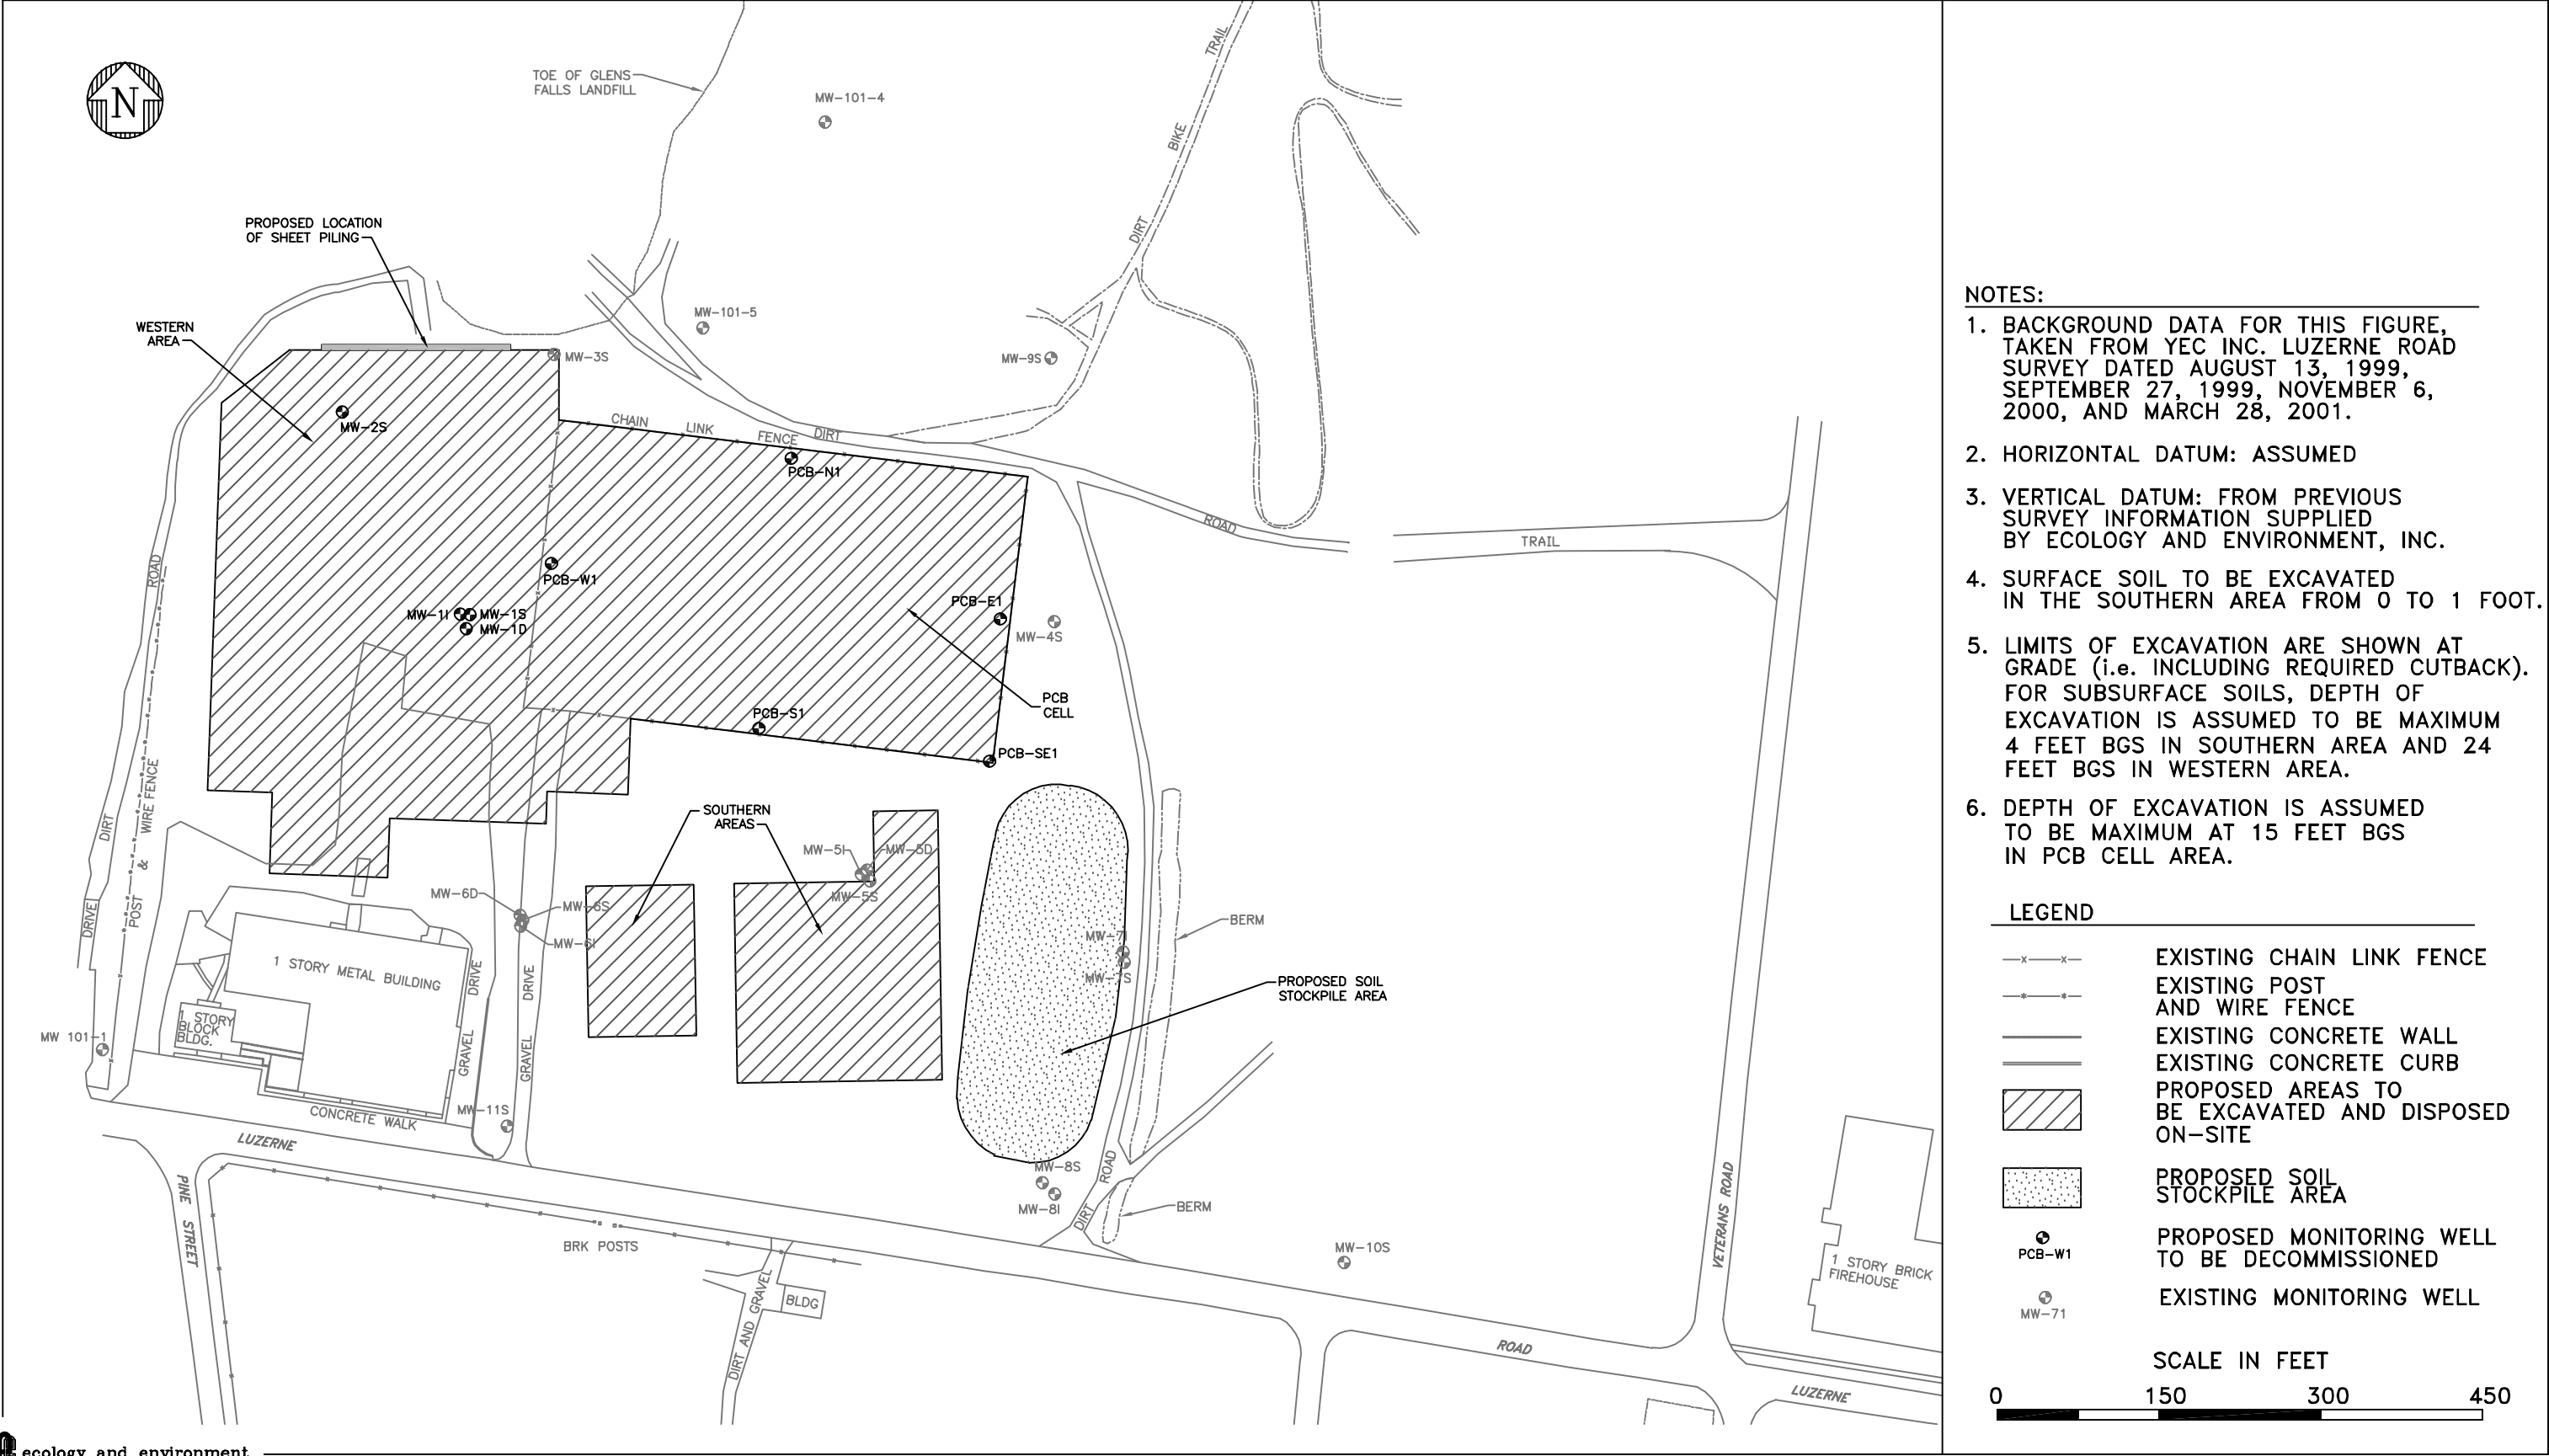 N
TOE OF GLENS
FALLS LANDFILL
MW-101-4
BIKE
TRAIL
DIRT
PROPOSED LOCATION
OF SHEET PILING
WESTERN
AREA
MW-101-5
MW-3S
MW-9S
MW-2S
CHAIN LINK FENCE
DIRT
ROAD
PCB-N1
TRAIL
PCB-W1
MW-1I
MW-1S
MW-1D
PCB-E1
MW-4S
PCB
CELL
PCB-S1
PCB-SE1
ROAD
DIRT
DRIVE
POST & WIRE FENCE
SOUTHERN
AREAS
MW-5I
MW-5D
MW-5S
MW-6D
MW-6S
MW-6I
MW-7I
MW-7S
BERM
PROPOSED SOIL
STOCKPILE AREA
1 STORY METAL BUILDING
1 STORY
BLOCK
BLDG.
MW 101-1
GRAVEL DRIVE
GRAVEL DRIVE
CONCRETE WALK
MW-11S
LUZERNE
PINE STREET
BRK POSTS
DIRT AND GRAVEL
BLDG
MW-8S
MW-8I
DIRT ROAD
BERM
MW-10S
ROAD
VETERANS ROAD
1 STORY BRICK
FIREHOUSE
LUZERNE
ecology and environment
NOTES:
1. BACKGROUND DATA FOR THIS FIGURE,
TAKEN FROM YEC INC. LUZERNE ROAD
SURVEY DATED AUGUST 13, 1999,
SEPTEMBER 27, 1999, NOVEMBER 6,
2000, AND MARCH 28, 2001.
2. HORIZONTAL DATUM: ASSUMED
3. VERTICAL DATUM: FROM PREVIOUS
SURVEY INFORMATION SUPPLIED
BY ECOLOGY AND ENVIRONMENT, INC.
4. SURFACE SOIL TO BE EXCAVATED
IN THE SOUTHERN AREA FROM 0 TO 1 FOOT.
5. LIMITS OF EXCAVATION ARE SHOWN AT
GRADE (i.e. INCLUDING REQUIRED CUTBACK).
FOR SUBSURFACE SOILS, DEPTH OF
EXCAVATION IS ASSUMED TO BE MAXIMUM
4 FEET BGS IN SOUTHERN AREA AND 24
FEET BGS IN WESTERN AREA.
6. DEPTH OF EXCAVATION IS ASSUMED
TO BE MAXIMUM AT 15 FEET BGS
IN PCB CELL AREA.
LEGEND
EXISTING CHAIN LINK FENCE
EXISTING POST
AND WIRE FENCE
EXISTING CONCRETE WALL
EXISTING CONCRETE CURB
PROPOSED AREAS TO
BE EXCAVATED AND DISPOSED
ON-SITE
PROPOSED SOIL
STOCKPILE AREA
PCB-W1
PROPOSED MONITORING WELL
TO BE DECOMMISSIONED
MW-71
EXISTING MONITORING WELL
SCALE IN FEET
0 150 300 450